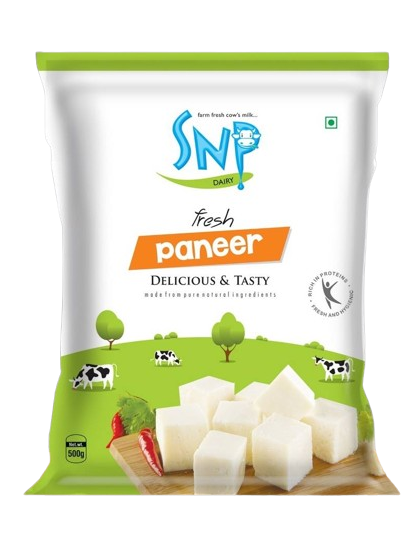 farm fresh cow's milk...
SNP
DAIRY
fresh
paneer
DELICIOUS & TASTY
made from pure natural ingredients
RICH IN PROTEINS
FRESH AND HYGIENIC
Net. wt.
500g